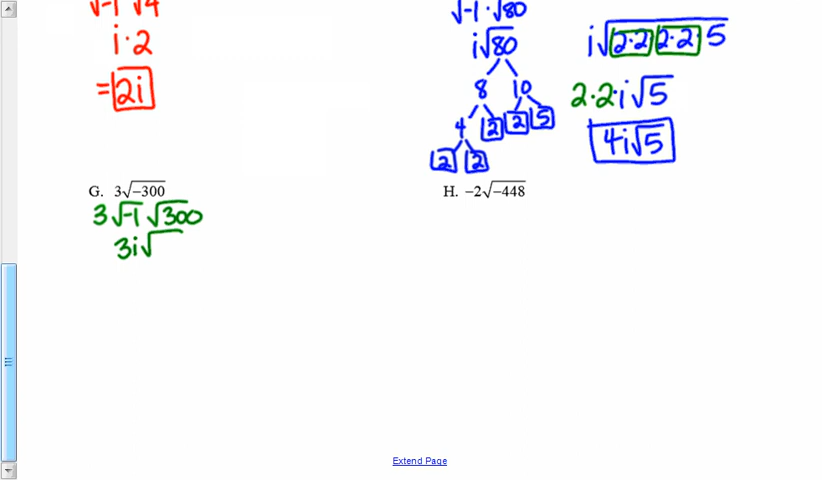 √-1 √4
i·2
= 2i
√-1 · √80
i√80
8 10
4 2 2 5
2 2
i√2·2 2·2·5
2·2·i√5
4i√5
G. 3√−300
3√-1 √300
3i√
H. −2√−448
Extend Page